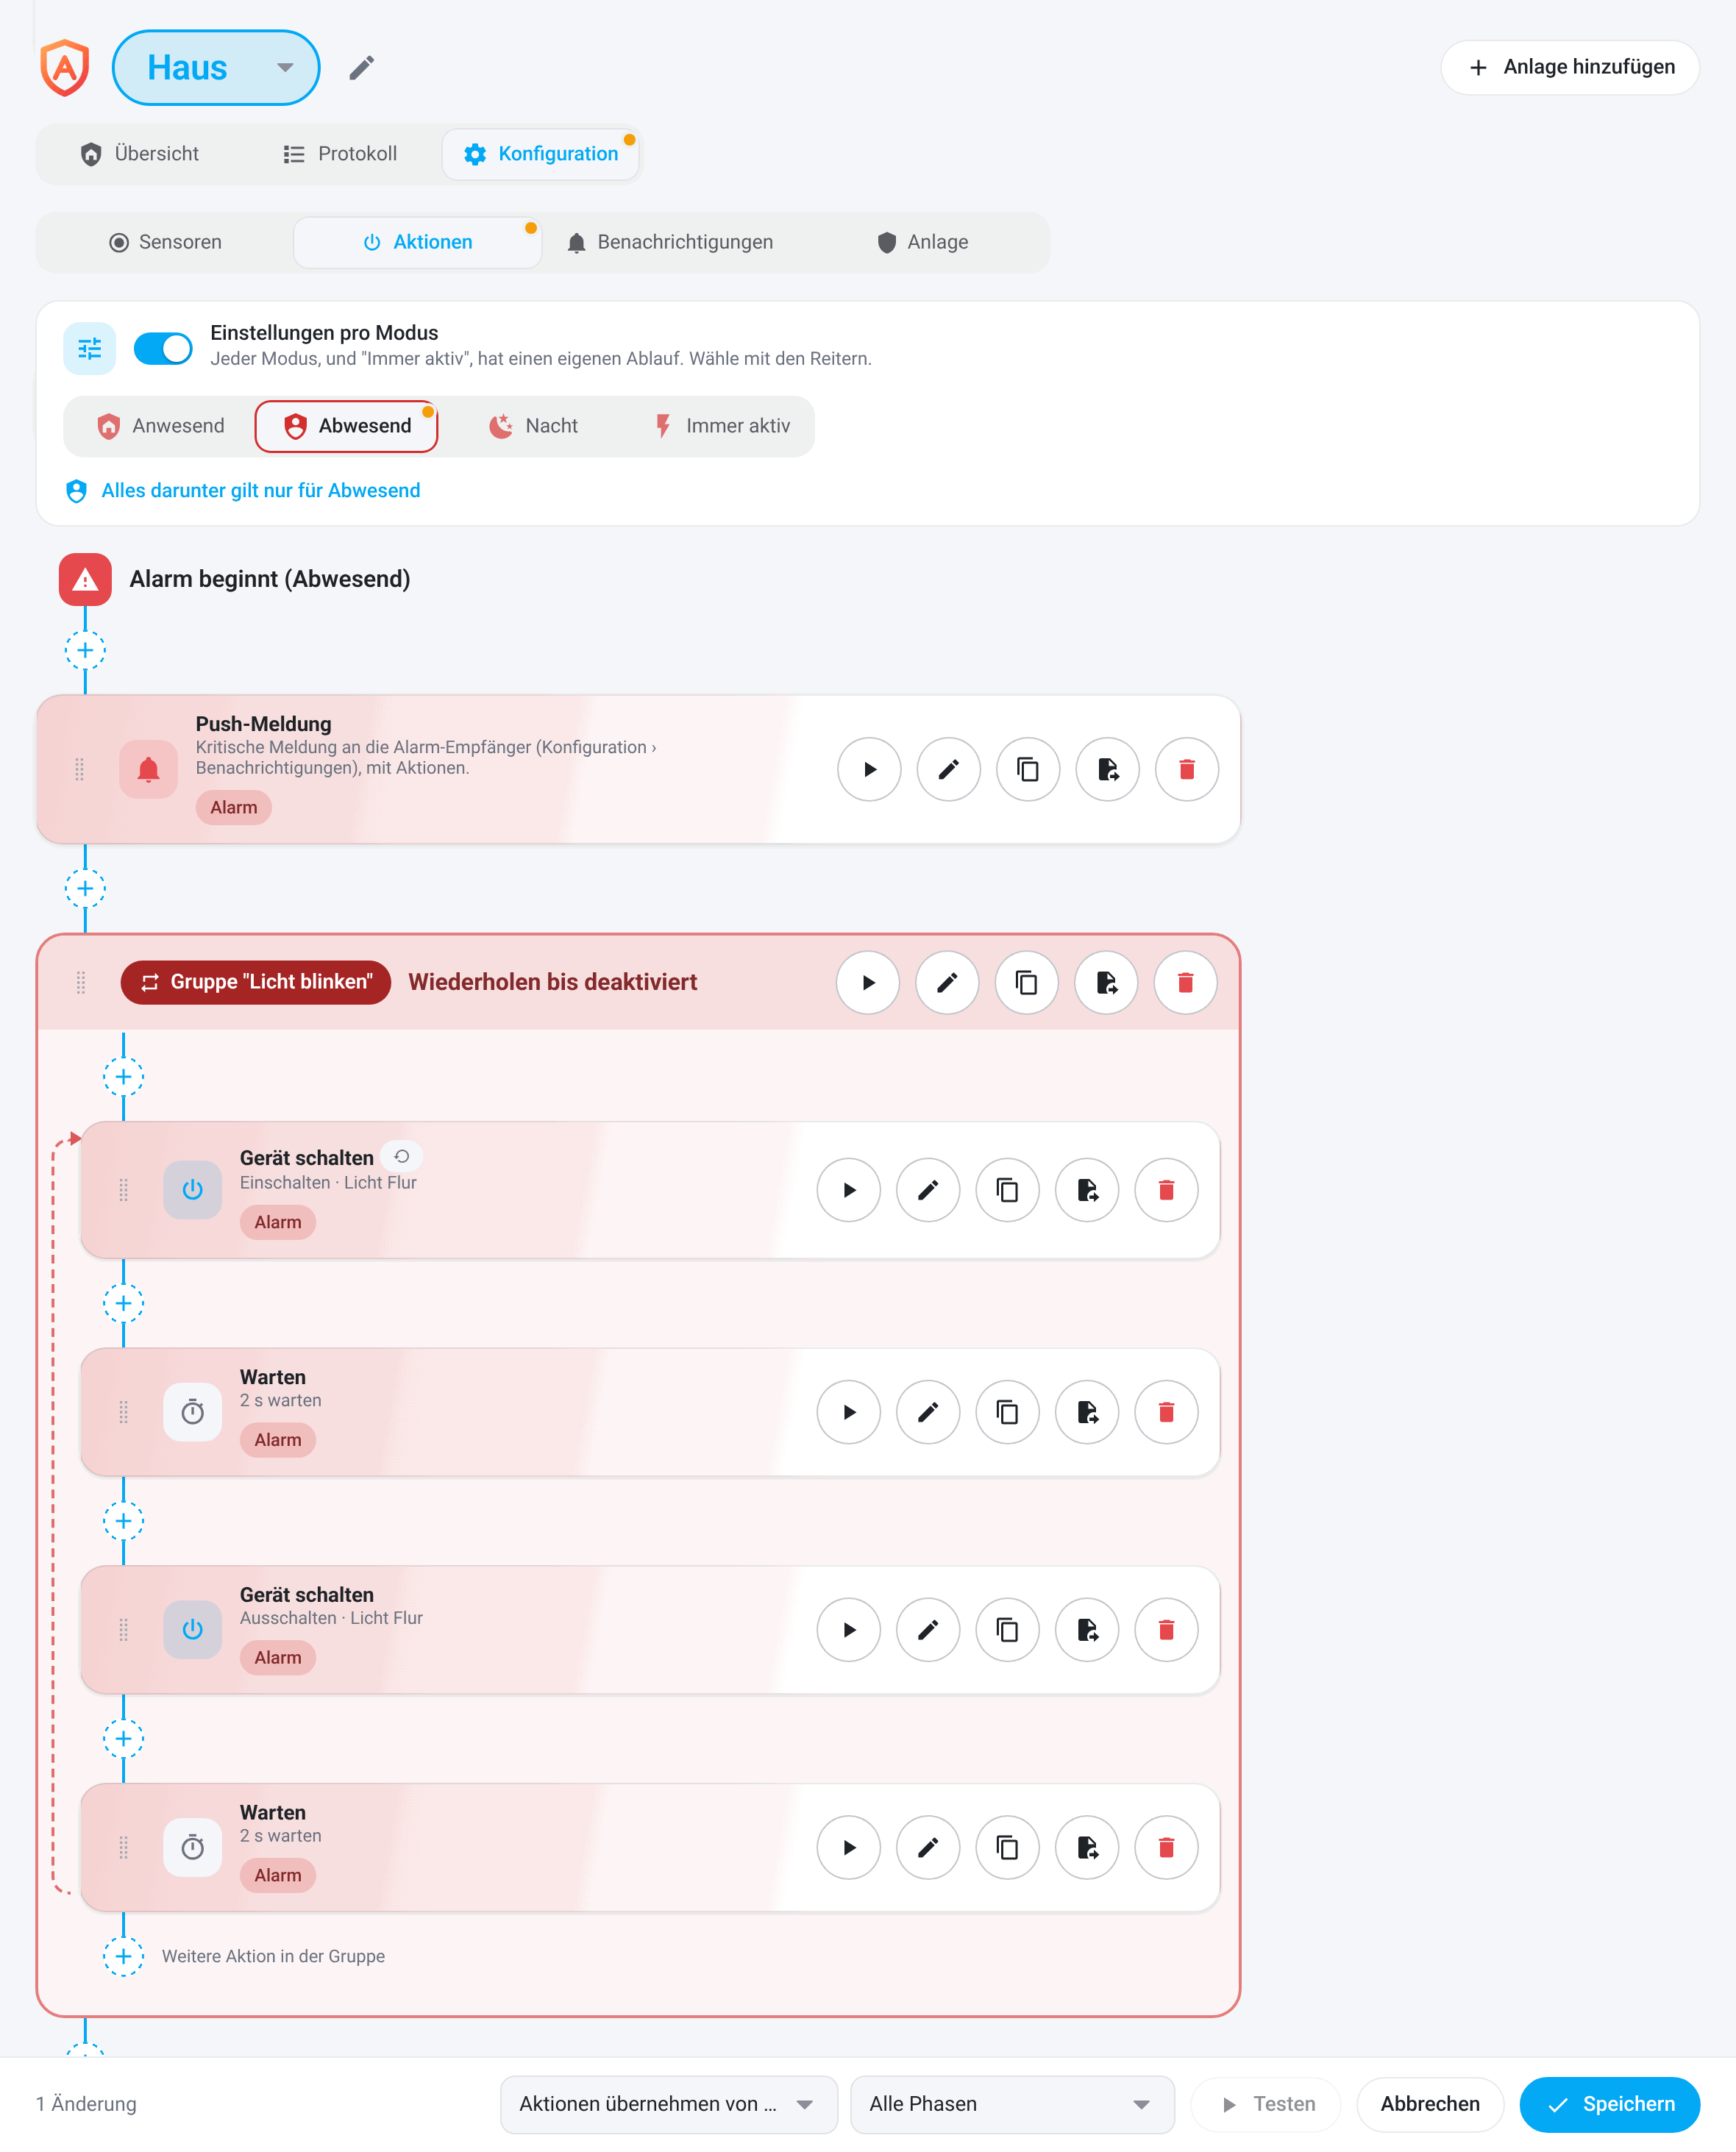 Haus
Anlage hinzufügen
Übersicht
Protokoll
Konfiguration
Sensoren
Aktionen
Benachrichtigungen
Anlage
Einstellungen pro Modus
Jeder Modus, und "Immer aktiv", hat einen eigenen Ablauf. Wähle mit den Reitern.
Anwesend
Abwesend
Nacht
Immer aktiv
Alles darunter gilt nur für Abwesend
Alarm beginnt (Abwesend)
Push-Meldung
Kritische Meldung an die Alarm-Empfänger (Konfiguration ›
Benachrichtigungen), mit Aktionen.
Alarm
Gruppe "Licht blinken"
Wiederholen bis deaktiviert
Gerät schalten
Einschalten · Licht Flur
Alarm
Warten
2 s warten
Alarm
Gerät schalten
Ausschalten · Licht Flur
Alarm
Warten
2 s warten
Alarm
Weitere Aktion in der Gruppe
1 Änderung
Aktionen übernehmen von ...
Alle Phasen
Testen
Abbrechen
Speichern